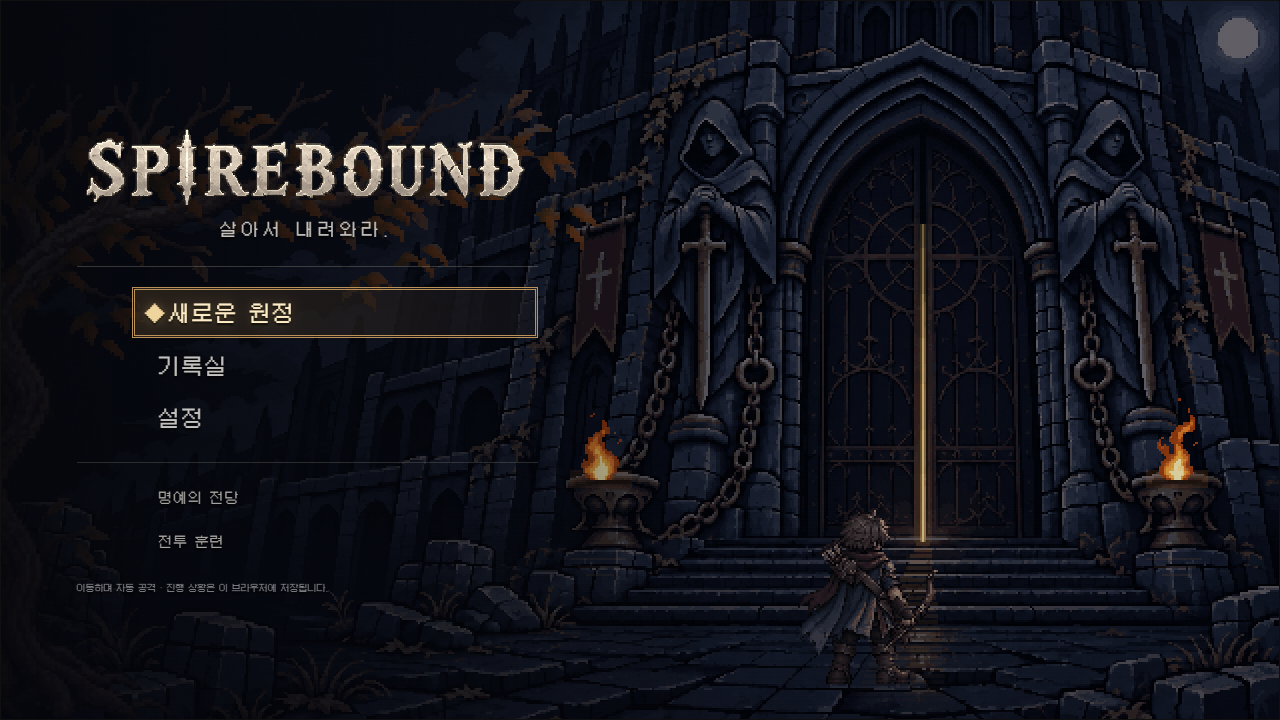 SPIREBOUND
살아서 내려와라.
새로운 원정
기록실
설정
명예의 전당
전투 훈련
이동하며 자동 공격 · 진행 상황은 이 브라우저에 저장됩니다.